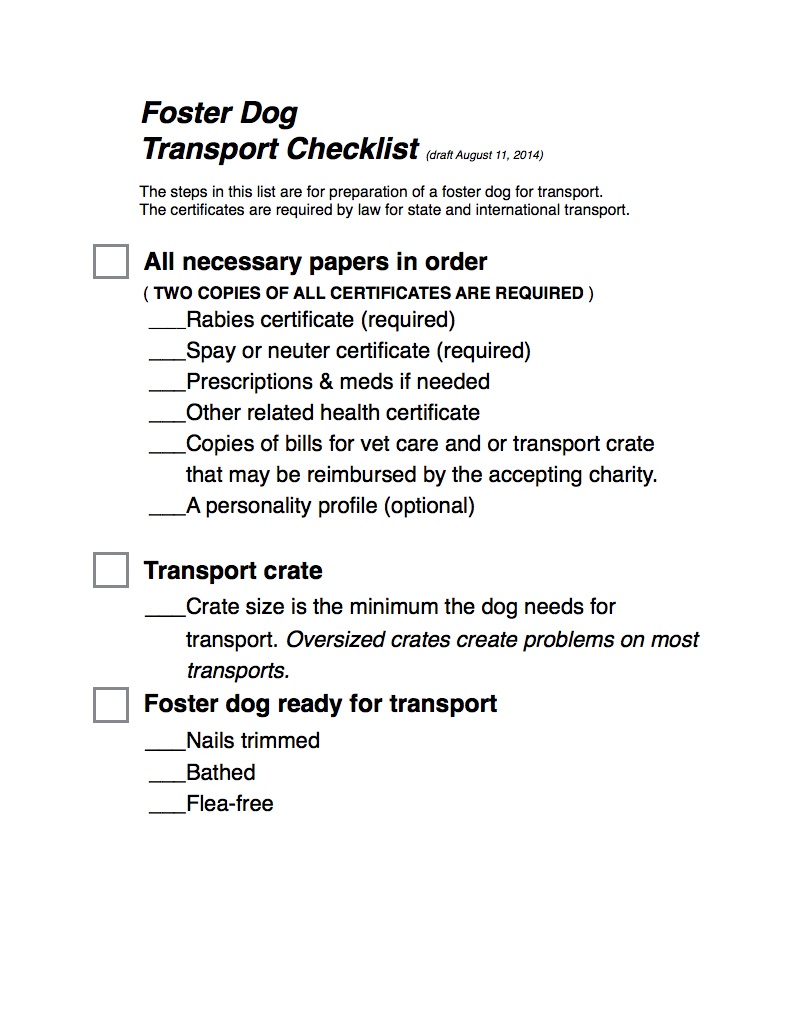 Foster Dog
Transport Checklist (draft August 11, 2014)
The steps in this list are for preparation of a foster dog for transport.
The certificates are required by law for state and international transport.
All necessary papers in order
( TWO COPIES OF ALL CERTIFICATES ARE REQUIRED )
___Rabies certificate (required)
___Spay or neuter certificate (required)
___Prescriptions & meds if needed
___Other related health certificate
___Copies of bills for vet care and or transport crate
that may be reimbursed by the accepting charity.
___A personality profile (optional)
Transport crate
___Crate size is the minimum the dog needs for
transport. Oversized crates create problems on most
transports.
Foster dog ready for transport
___Nails trimmed
___Bathed
___Flea-free